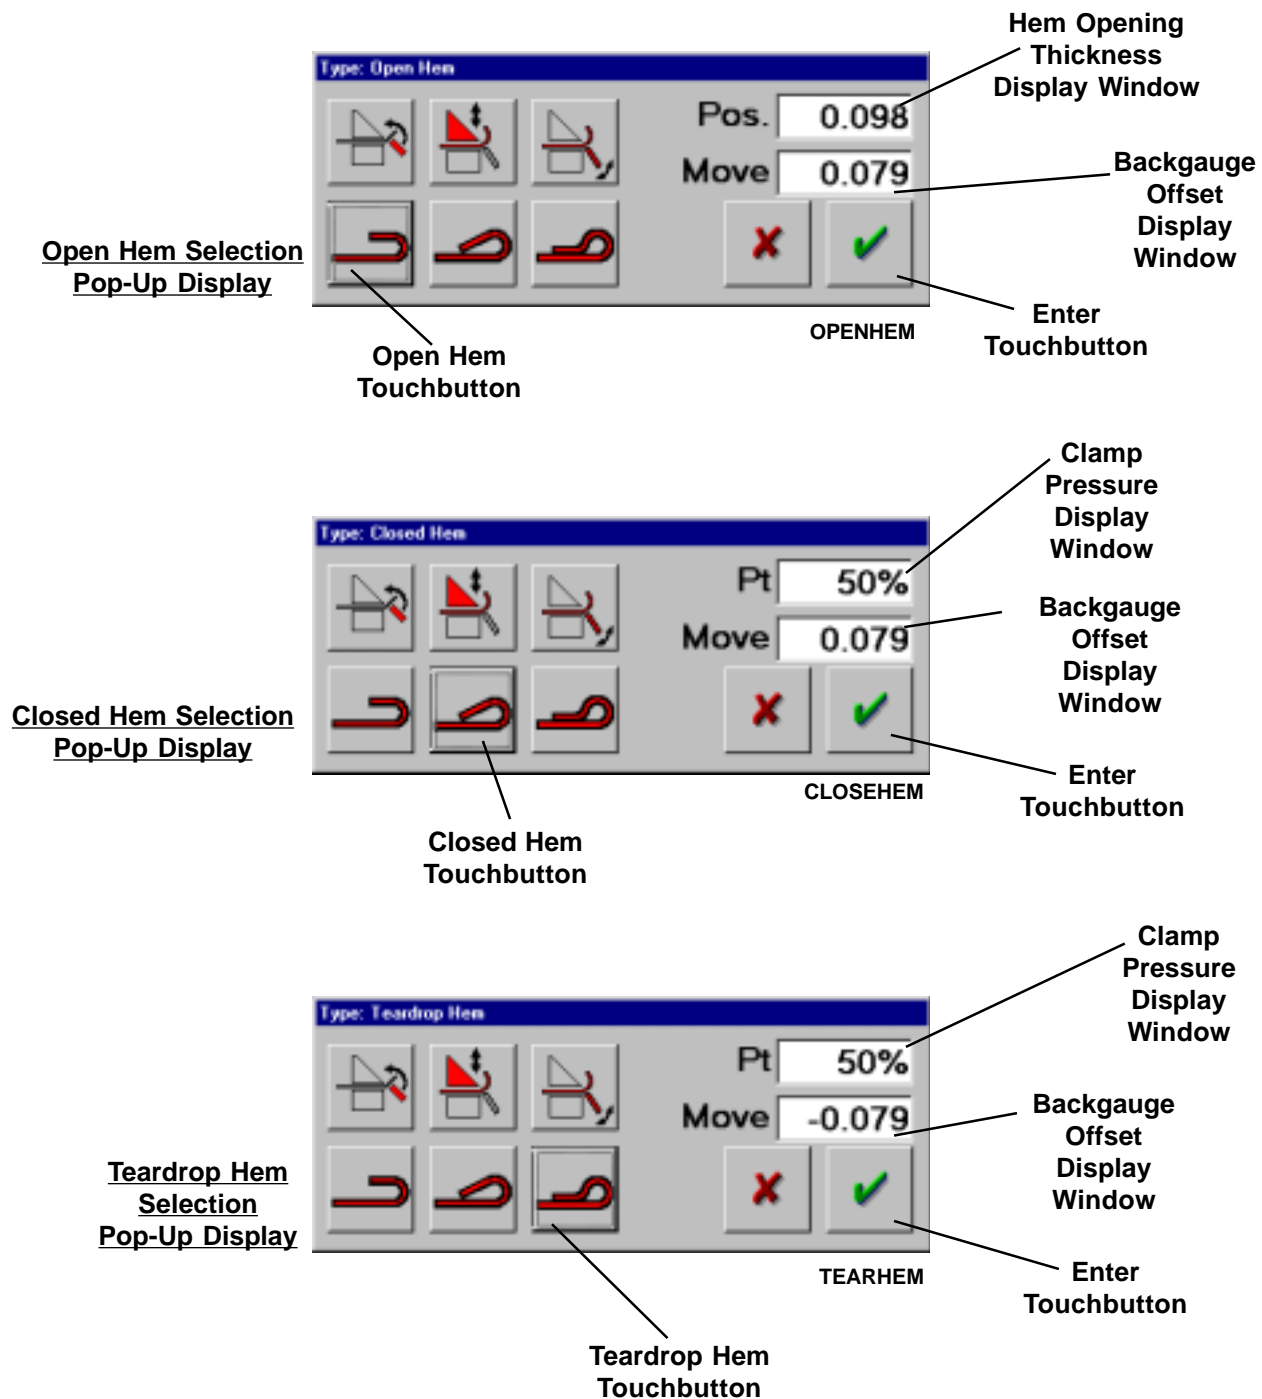 Hem Opening
Thickness
Display Window
Type: Open Hem
Pos. 0.098
Move 0.079
Backgauge
Offset
Display
Window
Open Hem Selection
Pop-Up Display
Enter
Touchbutton
OPENHEM
Open Hem
Touchbutton
Clamp
Pressure
Display
Window
Type: Closed Hem
Pt 50%
Move 0.079
Backgauge
Offset
Display
Window
Closed Hem Selection
Pop-Up Display
Enter
Touchbutton
CLOSEHEM
Closed Hem
Touchbutton
Clamp
Pressure
Display
Window
Type: Teardrop Hem
Pt 50%
Move -0.079
Backgauge
Offset
Display
Window
Teardrop Hem
Selection
Pop-Up Display
Enter
Touchbutton
TEARHEM
Teardrop Hem
Touchbutton